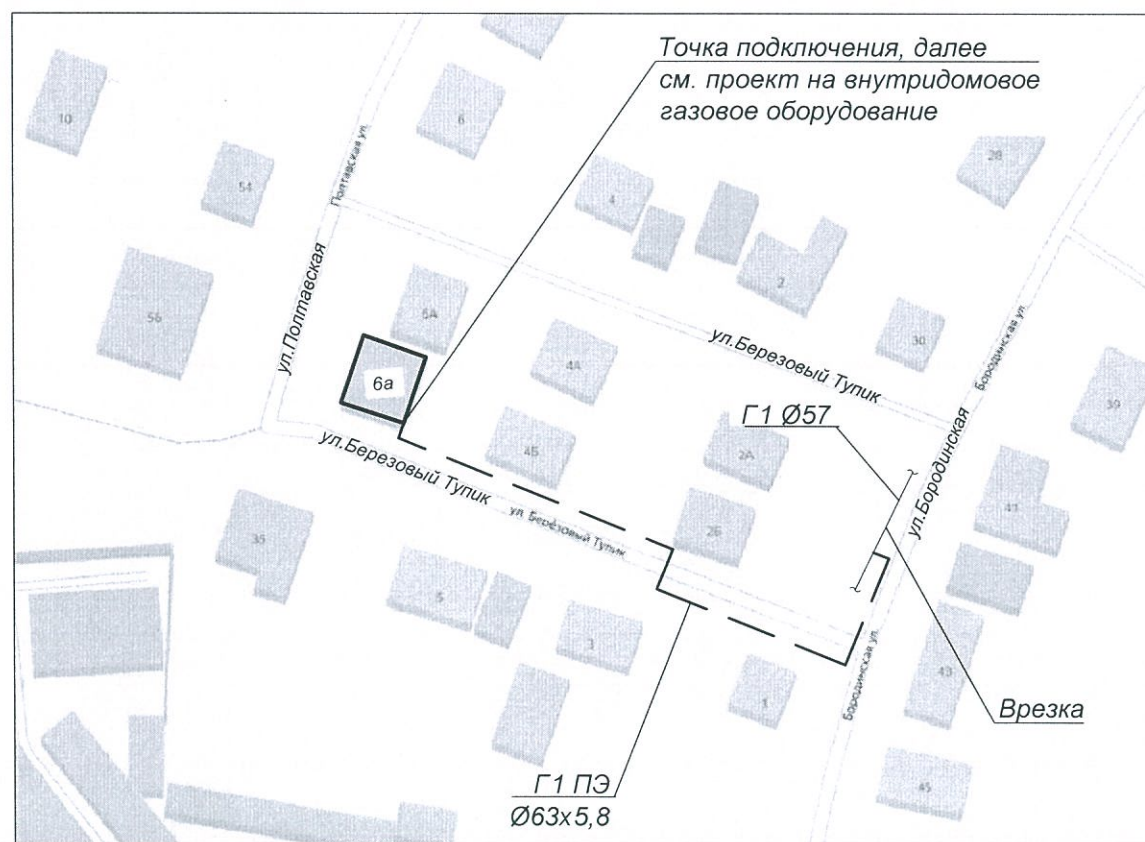 Точка подключения, далее
см. проект на внутридомовое
газовое оборудование
10
6
54
Полтавская ул.
4
2В
2
ул.Полтавская
56
6А
30
Бородинская ул.
ул.Березовый Тупик
4А
39
6а
Г1 Ø57
ул.Бородинская
ул.Березовый Тупик
4Б
2А
41
ул. Берёзовый Тупик
2Б
35
5
3
1
Бородинская ул.
43
Врезка
Г1 ПЭ
Ø63х5,8
45